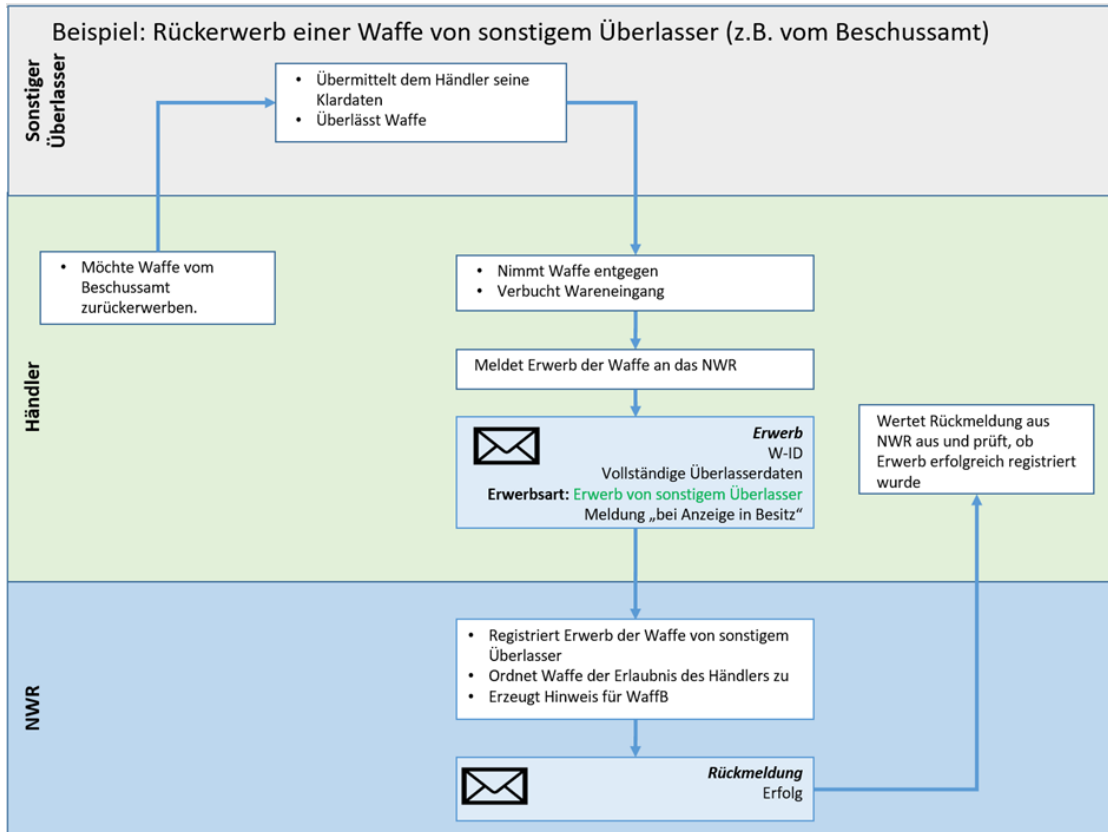 Beispiel: Rückerwerb einer Waffe von sonstigem Überlasser (z.B. vom Beschussamt)
Sonstiger
Überlasser
• Übermittelt dem Händler seine
Klardaten
• Überlässt Waffe
Händler
• Möchte Waffe vom
Beschussamt
zurückerwerben.
• Nimmt Waffe entgegen
• Verbucht Wareneingang
Meldet Erwerb der Waffe an das NWR
Erwerb
W-ID
Vollständige Überlasserdaten
Erwerbsart: Erwerb von sonstigem Überlasser
Meldung „bei Anzeige in Besitz“
Wertet Rückmeldung aus
NWR aus und prüft, ob
Erwerb erfolgreich registriert
wurde
NWR
• Registriert Erwerb der Waffe von sonstigem
Überlasser
• Ordnet Waffe der Erlaubnis des Händlers zu
• Erzeugt Hinweis für WaffB
Rückmeldung
Erfolg